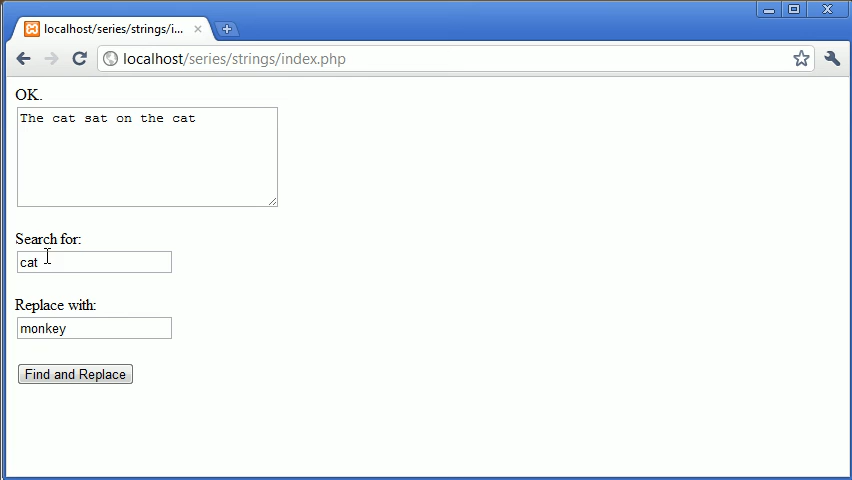 localhost/series/strings/i...
localhost/series/strings/index.php
OK.
The cat sat on the cat
Search for:
cat
Replace with:
monkey
Find and Replace